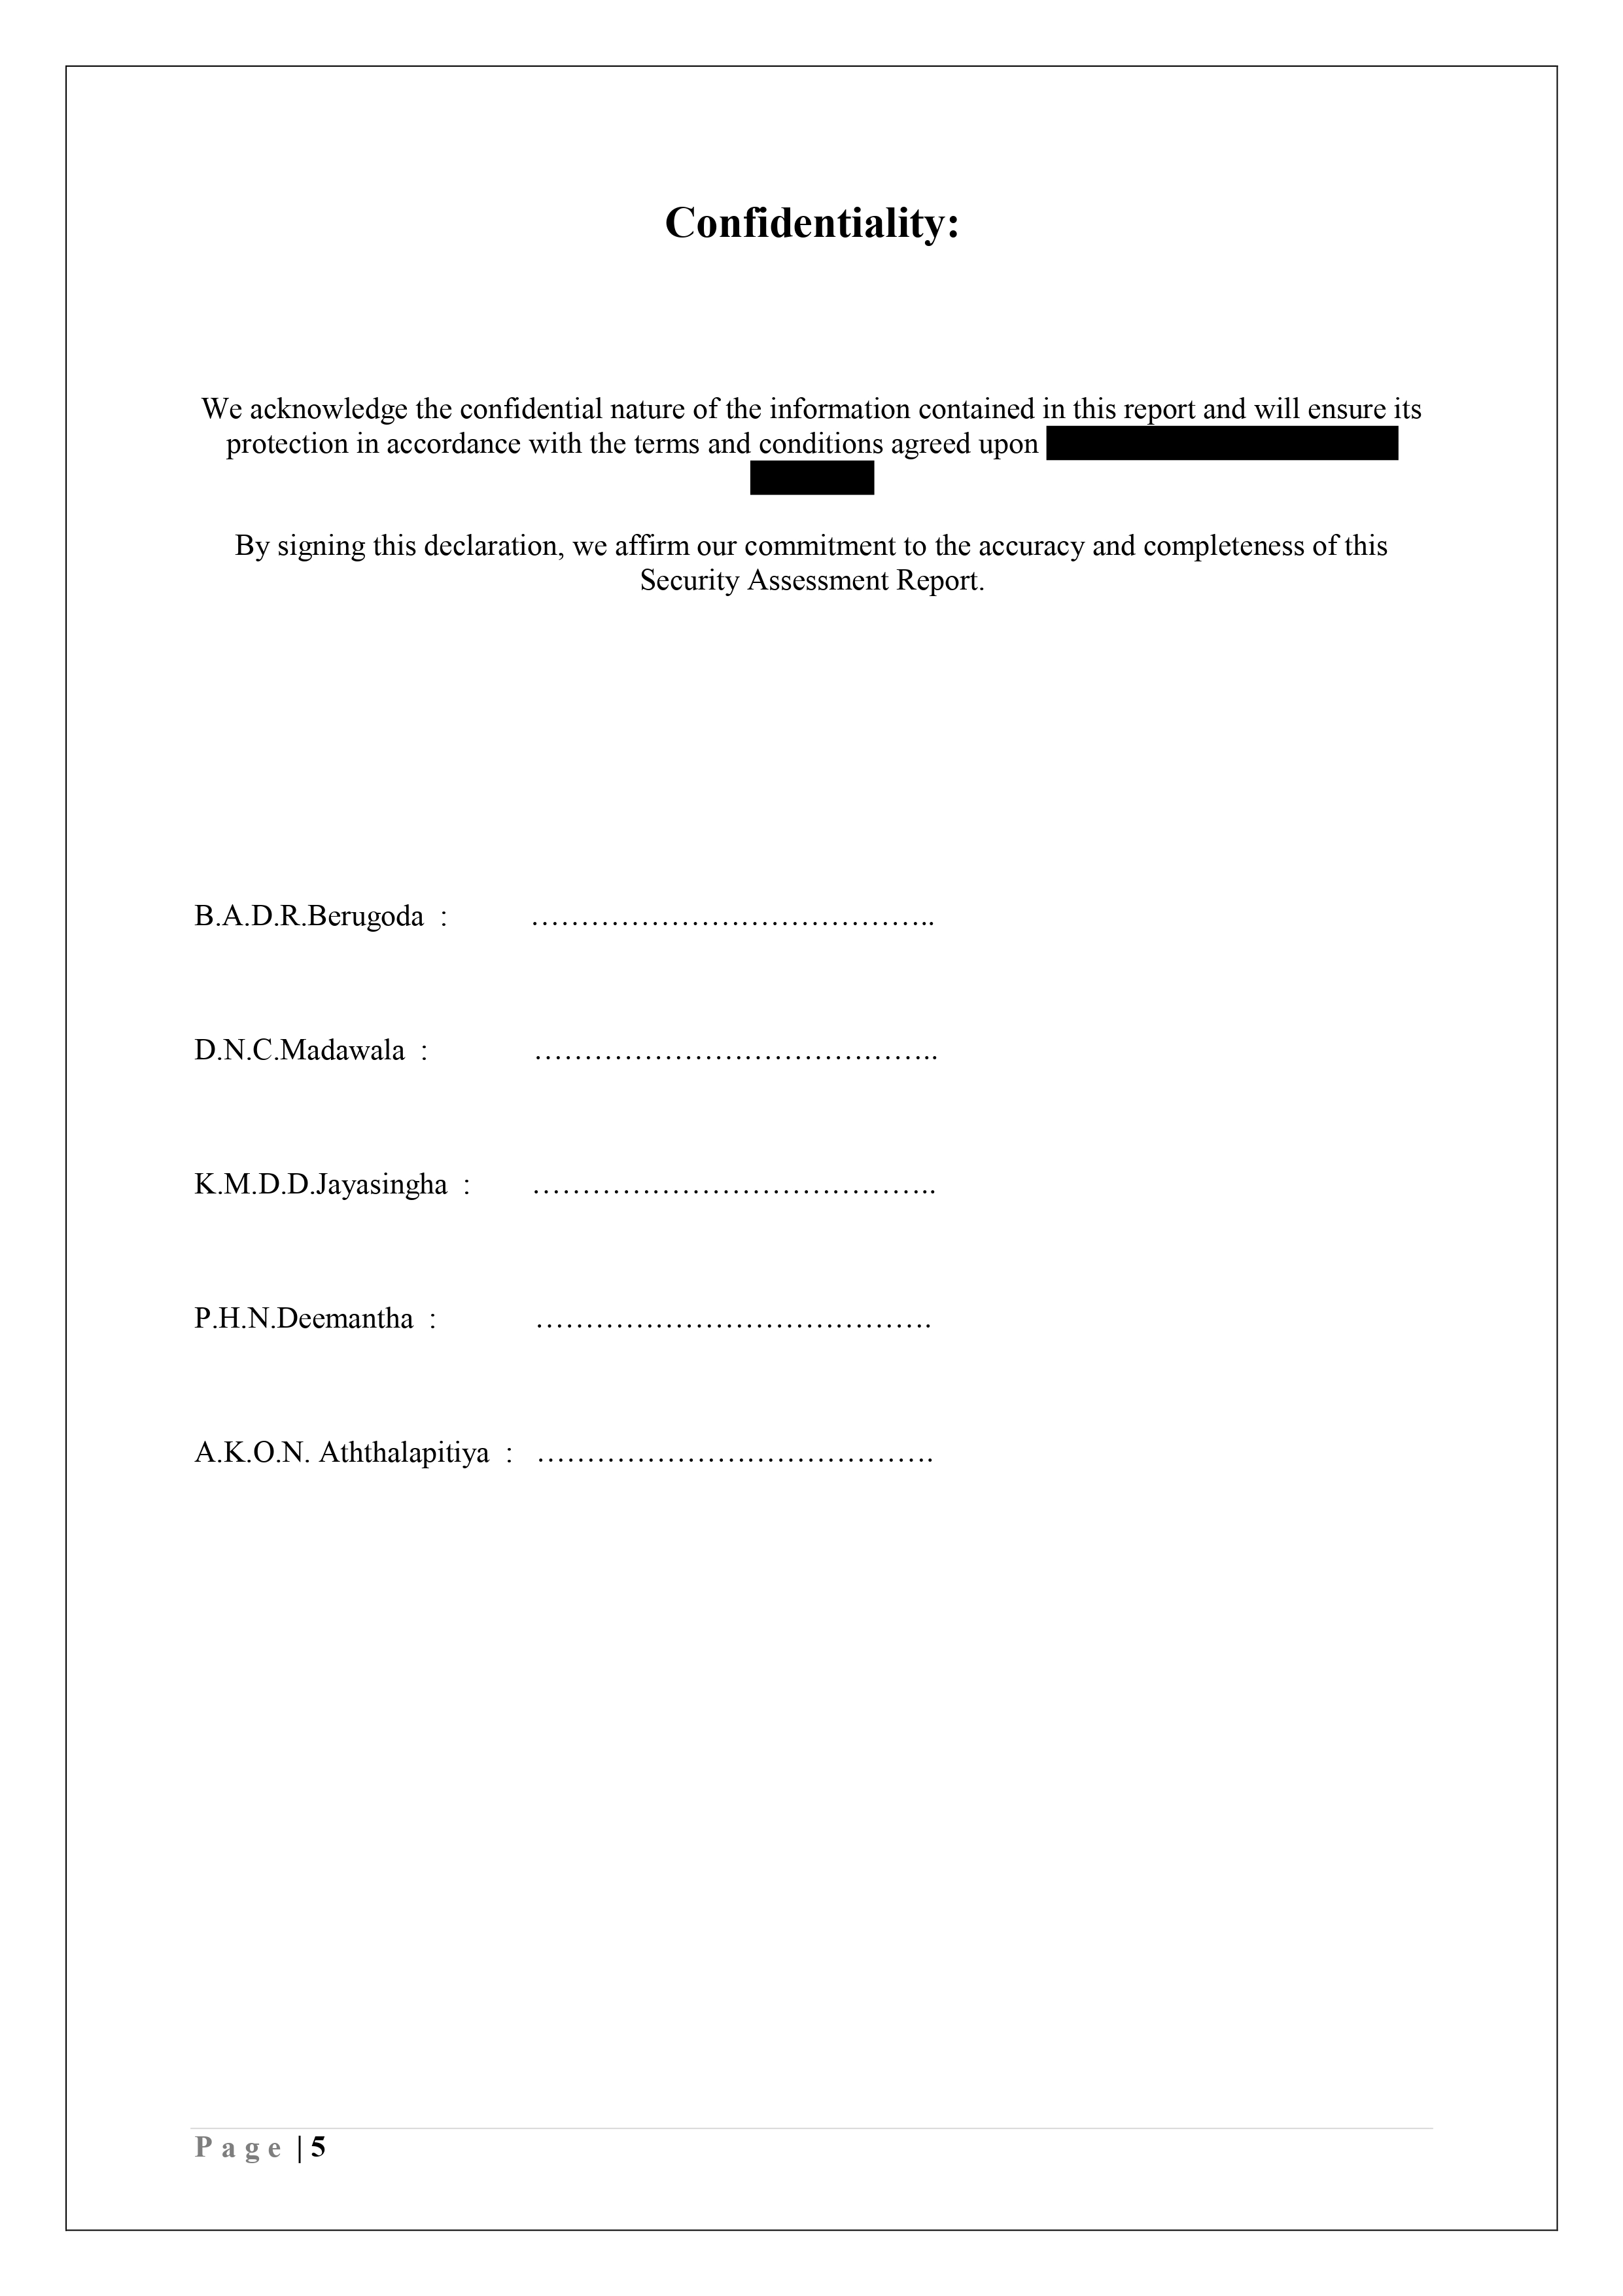 Confidentiality:
We acknowledge the confidential nature of the information contained in this report and will ensure its
protection in accordance with the terms and conditions agreed upon
By signing this declaration, we affirm our commitment to the accuracy and completeness of this
Security Assessment Report.
B.A.D.R.Berugoda : …………………………………..
D.N.C.Madawala : …………………………………..
K.M.D.D.Jayasingha : …………………………………..
P.H.N.Deemantha : ………………………………….
A.K.O.N. Aththalapitiya : ………………………………….
Page | 5